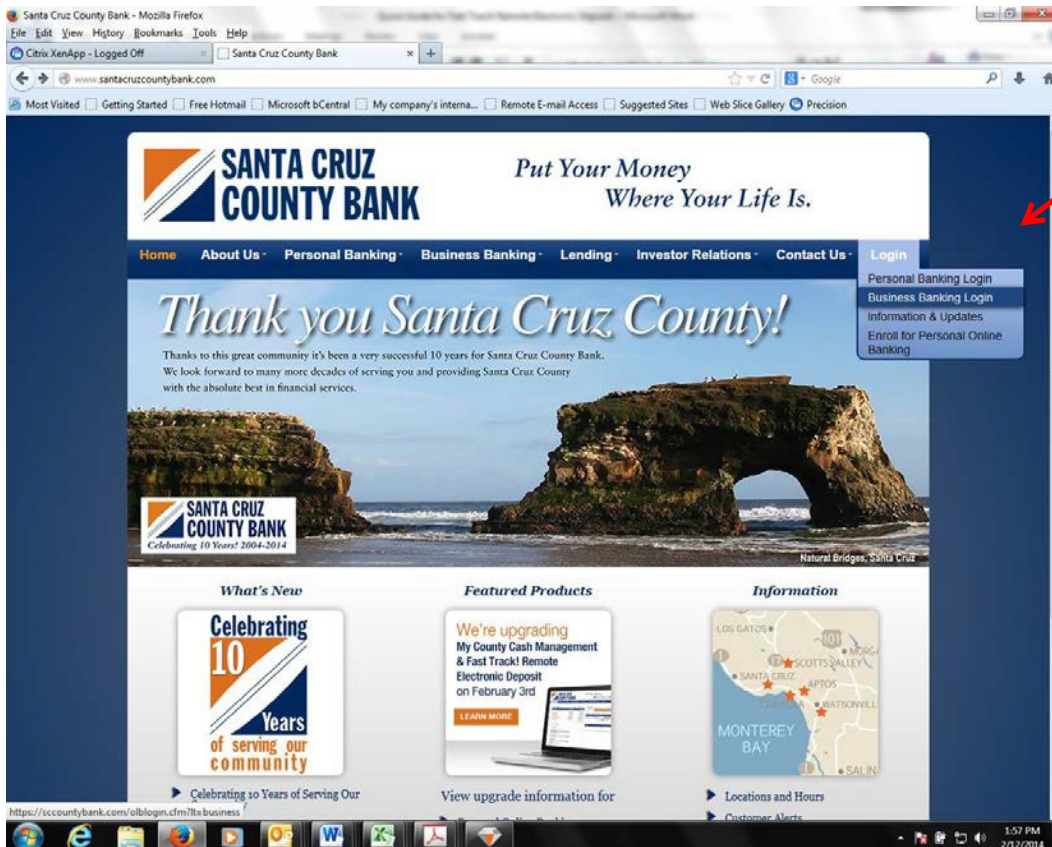 Santa Cruz County Bank - Mozilla Firefox
File Edit View History Bookmarks Tools Help
Citrix XenApp - Logged Off
Santa Cruz County Bank
www.santacruzcountybank.com
Google
Most Visited Getting Started Free Hotmail Microsoft bCentral My company's interna... Remote E-mail Access Suggested Sites Web Slice Gallery Precision
SANTA CRUZ
COUNTY BANK
Put Your Money
Where Your Life Is.
Home About Us Personal Banking Business Banking Lending Investor Relations Contact Us Login
Personal Banking Login
Business Banking Login
Information & Updates
Enroll for Personal Online
Banking
Thank you Santa Cruz County!
Thanks to this great community it's been a very successful 10 years for Santa Cruz County Bank.
We look forward to many more decades of serving you and providing Santa Cruz County
with the absolute best in financial services.
SANTA CRUZ
COUNTY BANK
Celebrating 10 Years! 2004-2014
Natural Bridges, Santa Cruz
What's New
Featured Products
Information
Celebrating
10
Years
of serving our
community
We're upgrading
My County Cash Management
& Fast Track! Remote
Electronic Deposit
on February 3rd
LEARN MORE
LOS GATOS
101
MORGA
1
17
SCOTTS VALLEY
SANTA CRUZ
APTOS
WATSONVILL
MONTEREY
BAY
1
SALIN
Celebrating 10 Years of Serving Our
View upgrade information for
Locations and Hours
Customer Alerts
https://sccountybank.com/olblogin.cfm?lt=business
1:57 PM
2/12/2014